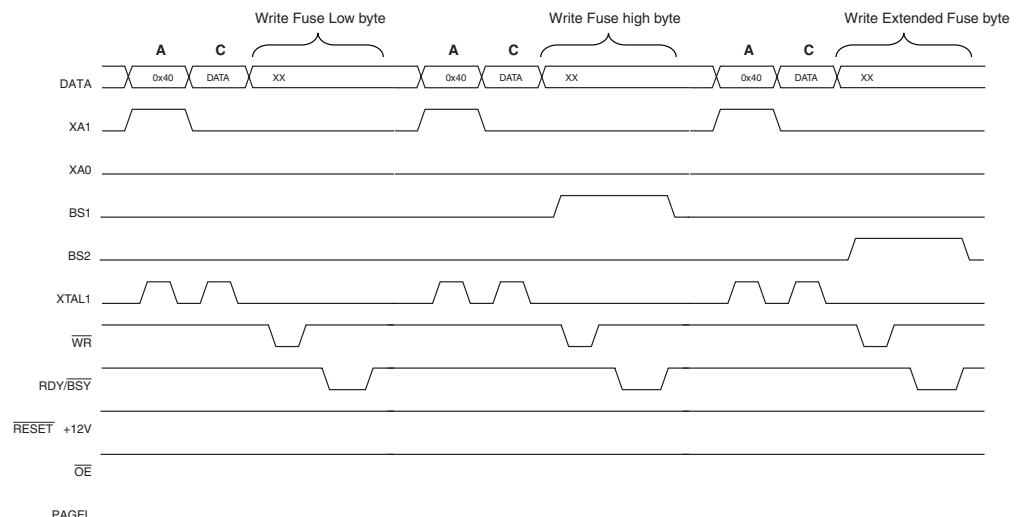 Write Fuse Low byte Write Fuse high byte Write Extended Fuse byte
A C A C A C
DATA 0x40 DATA XX 0x40 DATA XX 0x40 DATA XX
XA1
XA0
BS1
BS2
XTAL1
WR
RDY/BSY
RESET +12V
OE
PAGEL